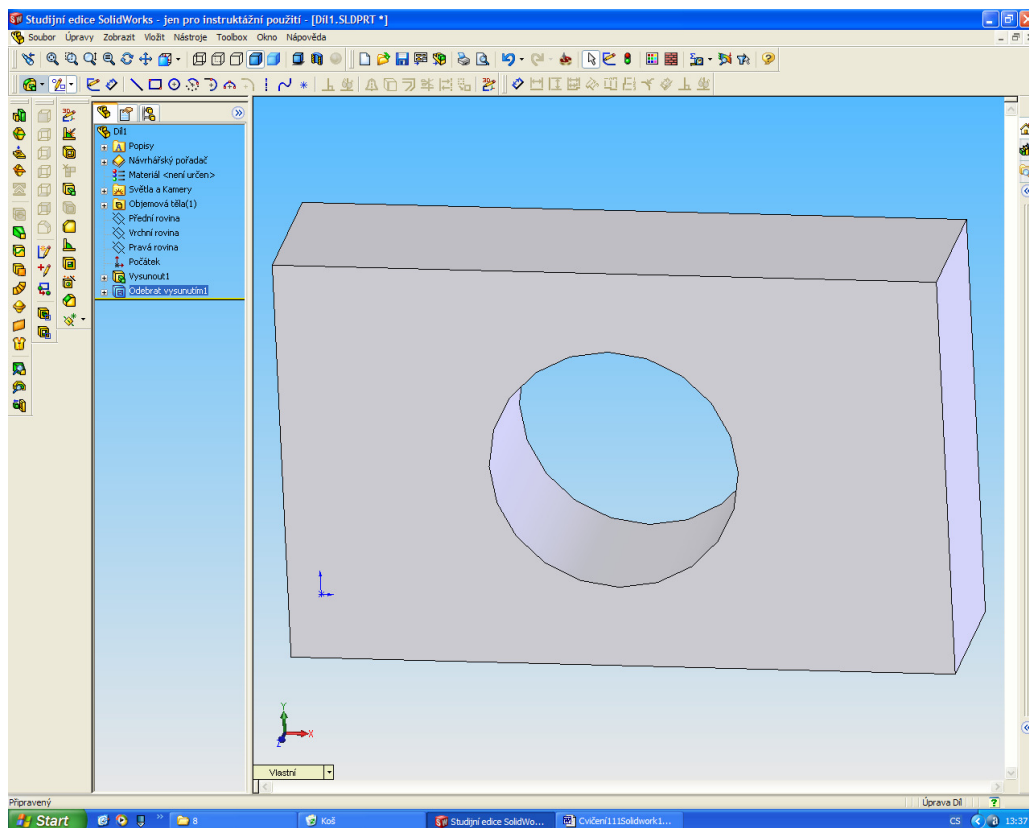 Studijní edice SolidWorks - jen pro instruktážní použití - [Díl1.SLDPRT *]
Soubor Úpravy Zobrazit Vložit Nástroje Toolbox Okno Nápověda
Díl1
Popisy
Návrhářský pořadač
Materiál <není určen>
Světla a Kamery
Objemová těla(1)
Přední rovina
Vrchní rovina
Pravá rovina
Počátek
Vysunout1
Odebrat vysunutím1
Y
X
Z
Vlastní
Připravený
Úprava Díl
Start
8
Koš
Studijní edice SolidWo...
Cvičení111Solidwork1...
CS
13:37